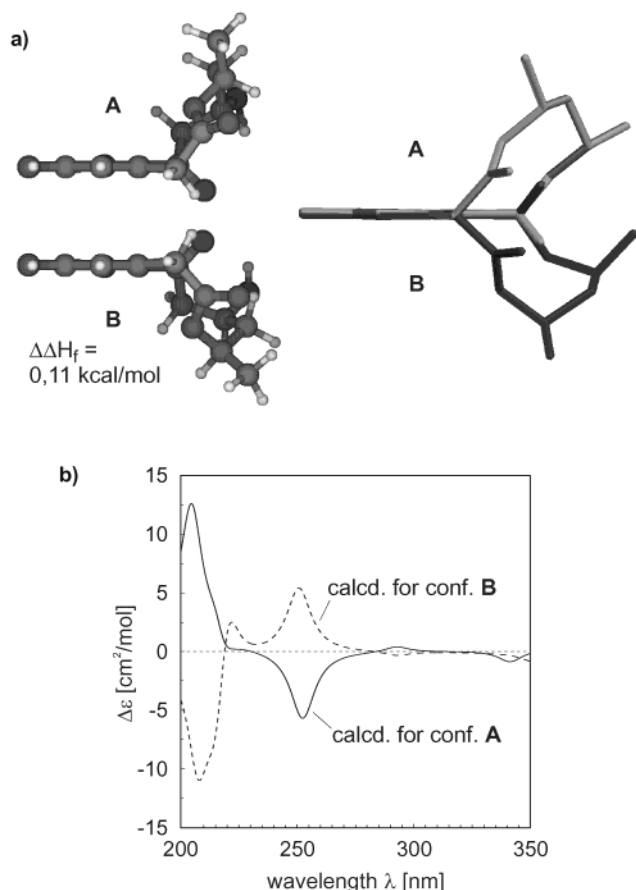 a)
A
B
ΔΔH_f =
0,11 kcal/mol
A
B
b)
15
10
5
0
-5
-10
-15
Δε [cm²/mol]
calcd. for conf. B
calcd. for conf. A
200
250
300
350
wavelength λ [nm]